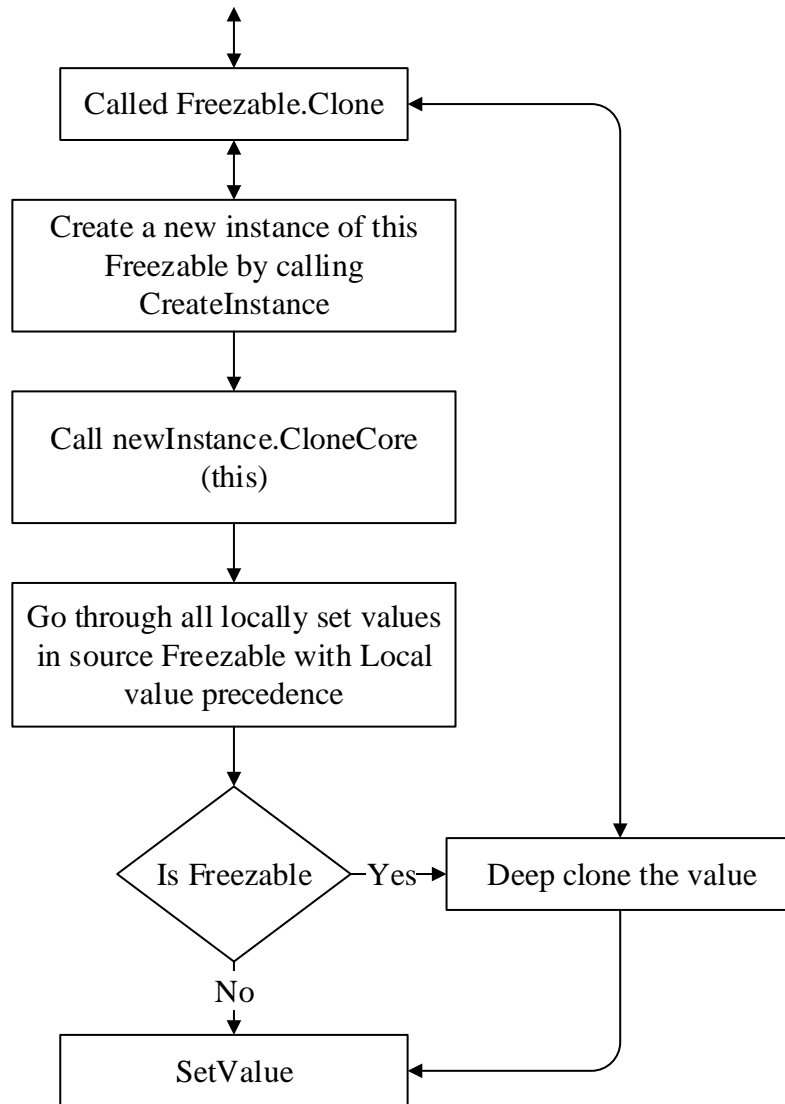 Called Freezable.Clone
Create a new instance of this
Freezable by calling
CreateInstance
Call newInstance.CloneCore
(this)
Go through all locally set values
in source Freezable with Local
value precedence
Is Freezable
Yes
Deep clone the value
No
SetValue